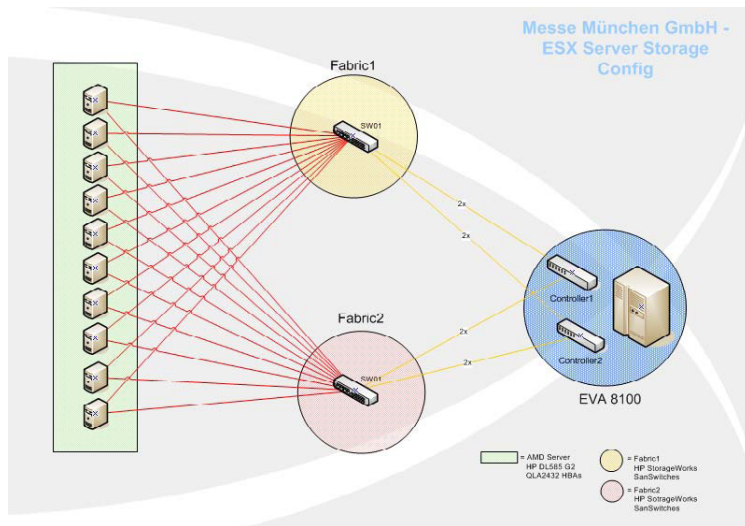 Messe München GmbH -
ESX Server Storage
Config
Fabric1
SW01
2x
2x
Controller1
Fabric2
2x
SW01
2x
Controller2
EVA 8100
= AMD Server
HP DL585 G2
QLA2432 HBAs
= Fabric1
HP StorageWorks
SanSwitches
= Fabric2
HP SotrageWorks
SanSwitches